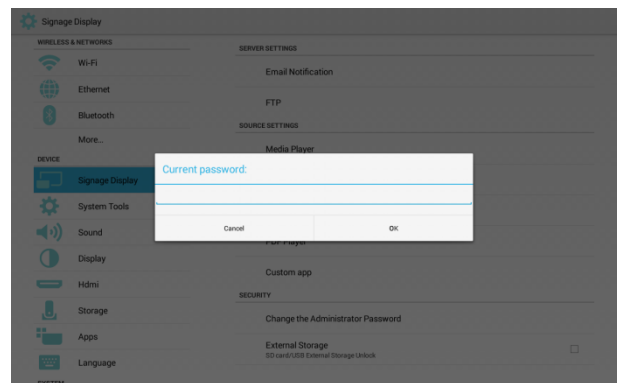 Signage Display
WIRELESS & NETWORKS
Wi-Fi
Ethernet
Bluetooth
More...
DEVICE
Signage Display
System Tools
Sound
Display
Hdmi
Storage
Apps
Language
SYSTEM
SERVER SETTINGS
Email Notification
FTP
SOURCE SETTINGS
Media Player
Current password:
Cancel
OK
PDF Player
Custom app
SECURITY
Change the Administrator Password
External Storage
SD card/USB External Storage Unlock